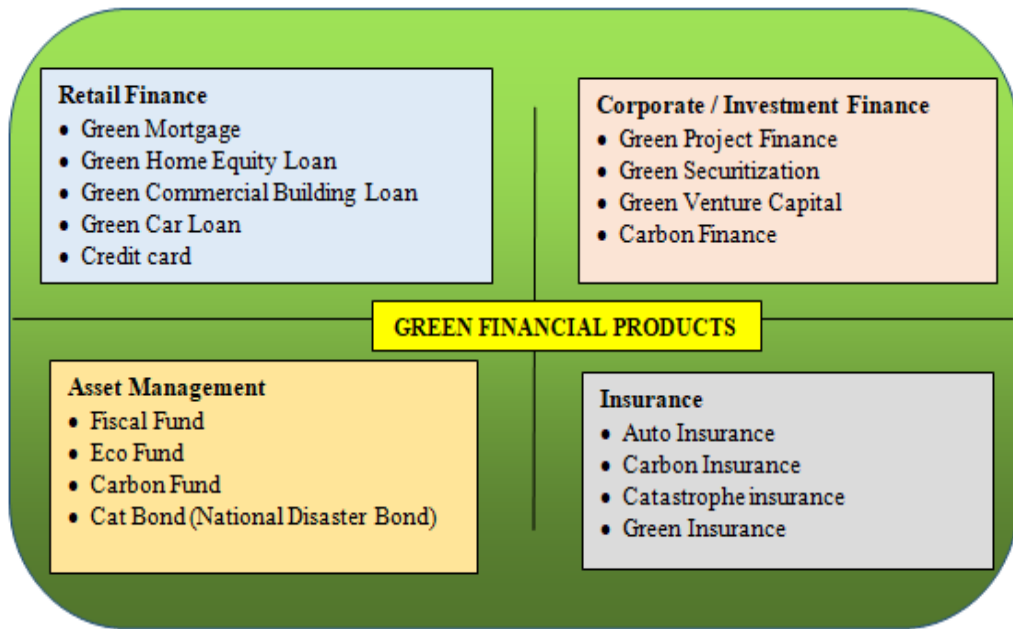 Retail Finance
• Green Mortgage
• Green Home Equity Loan
• Green Commercial Building Loan
• Green Car Loan
• Credit card
Corporate / Investment Finance
• Green Project Finance
• Green Securitization
• Green Venture Capital
• Carbon Finance
GREEN FINANCIAL PRODUCTS
Asset Management
• Fiscal Fund
• Eco Fund
• Carbon Fund
• Cat Bond (National Disaster Bond)
Insurance
• Auto Insurance
• Carbon Insurance
• Catastrophe insurance
• Green Insurance